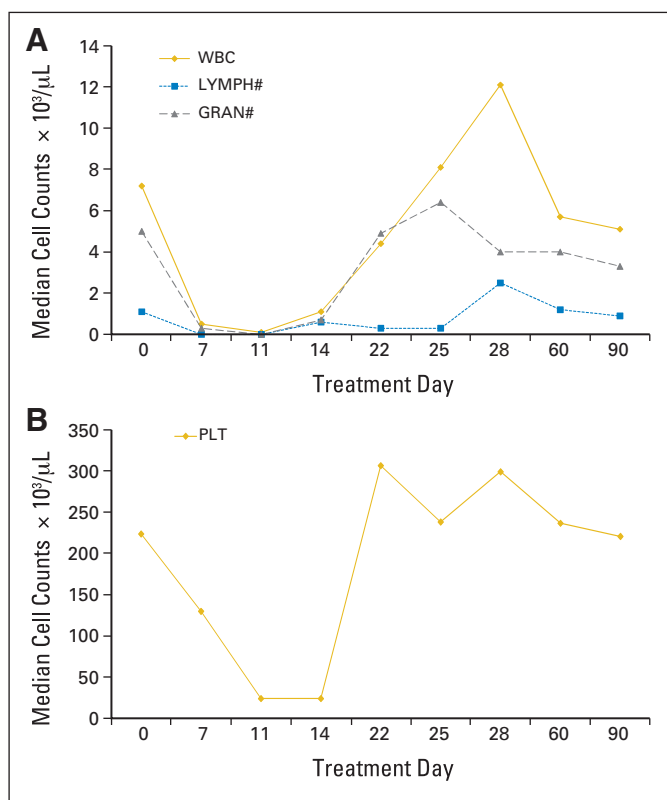 A
14
12
10
8
6
4
2
0
Median Cell Counts × 10³/μL
WBC
LYMPH#
GRAN#
0 7 11 14 22 25 28 60 90
Treatment Day
B
350
300
250
200
150
100
50
0
Median Cell Counts × 10³/μL
PLT
0 7 11 14 22 25 28 60 90
Treatment Day